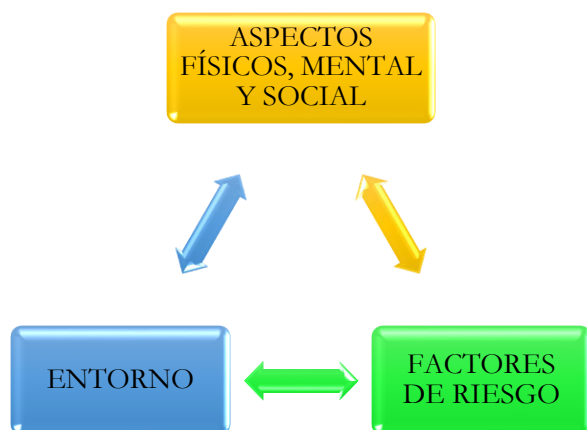 ASPECTOS
FÍSICOS, MENTAL
Y SOCIAL
ENTORNO
FACTORES
DE RIESGO